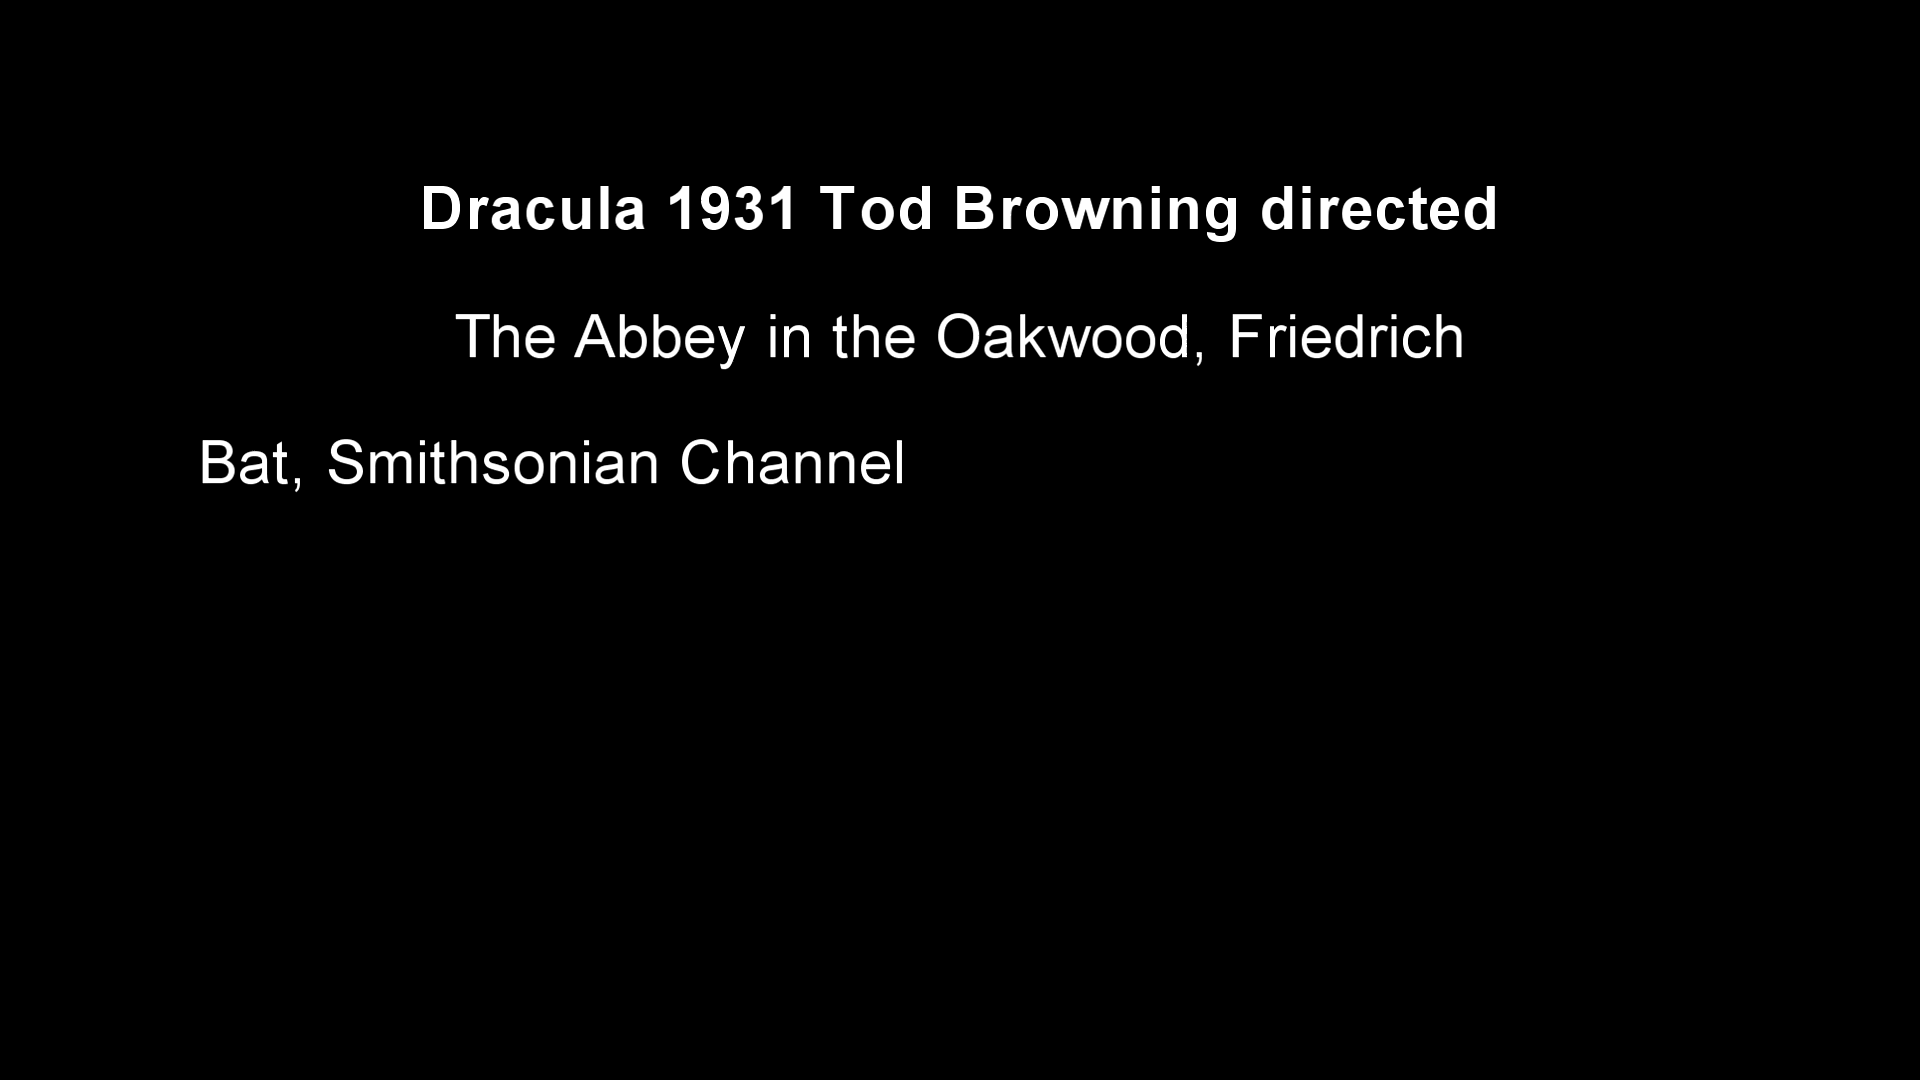 Dracula 1931 Tod Browning directed
The Abbey in the Oakwood, Friedrich
Bat, Smithsonian Channel